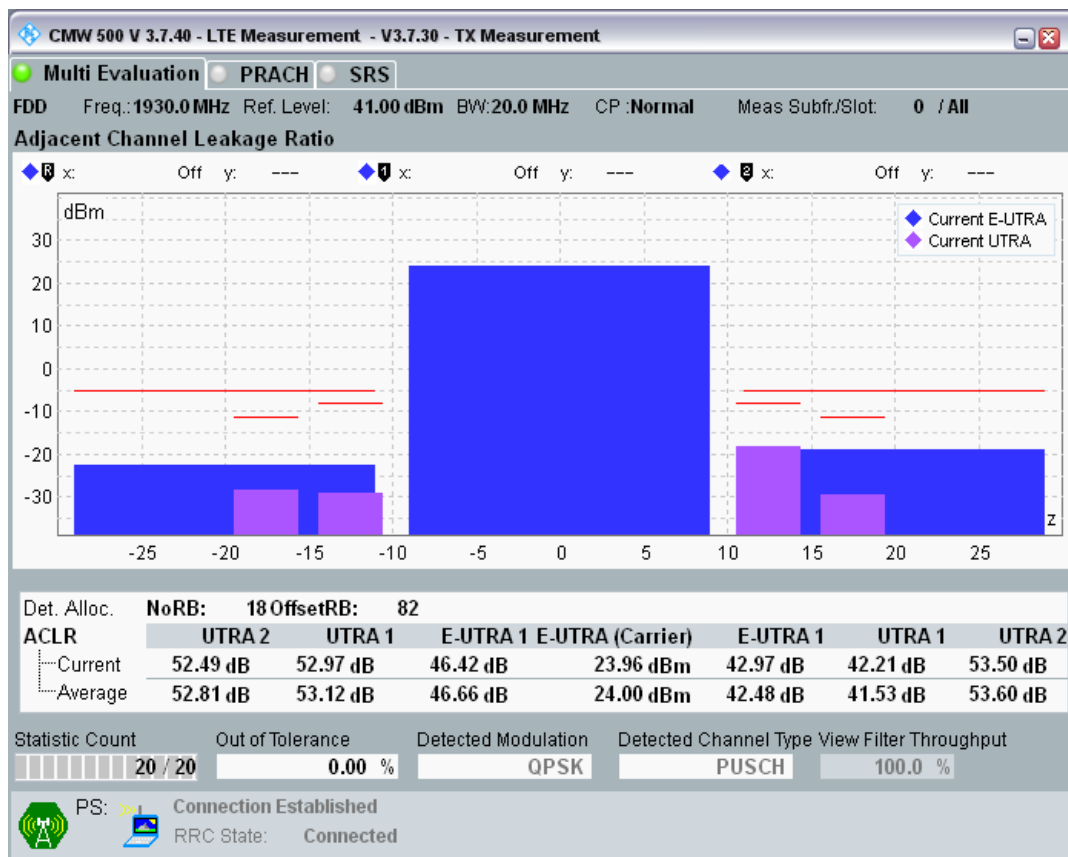 CMW 500 V 3.7.40 - LTE Measurement - V3.7.30 - TX Measurement
Multi Evaluation PRACH SRS
FDD Freq.:1930.0 MHz Ref. Level: 41.00 dBm BW:20.0 MHz CP :Normal Meas Subfr./Slot: 0 / All
Adjacent Channel Leakage Ratio
R x: Off y: --- 1 x: Off y: --- 2 x: Off y: ---
dBm
Current E-UTRA
Current UTRA
30
20
10
0
-10
-20
-30
z
-25 -20 -15 -10 -5 0 5 10 15 20 25
Det. Alloc. NoRB: 18 OffsetRB: 82
ACLR UTRA 2 UTRA 1 E-UTRA 1 E-UTRA (Carrier) E-UTRA 1 UTRA 1 UTRA 2
Current 52.49 dB 52.97 dB 46.42 dB 23.96 dBm 42.97 dB 42.21 dB 53.50 dB
Average 52.81 dB 53.12 dB 46.66 dB 24.00 dBm 42.48 dB 41.53 dB 53.60 dB
Statistic Count Out of Tolerance Detected Modulation Detected Channel Type View Filter Throughput
20 / 20 0.00 % QPSK PUSCH 100.0 %
PS: Connection Established
RRC State: Connected